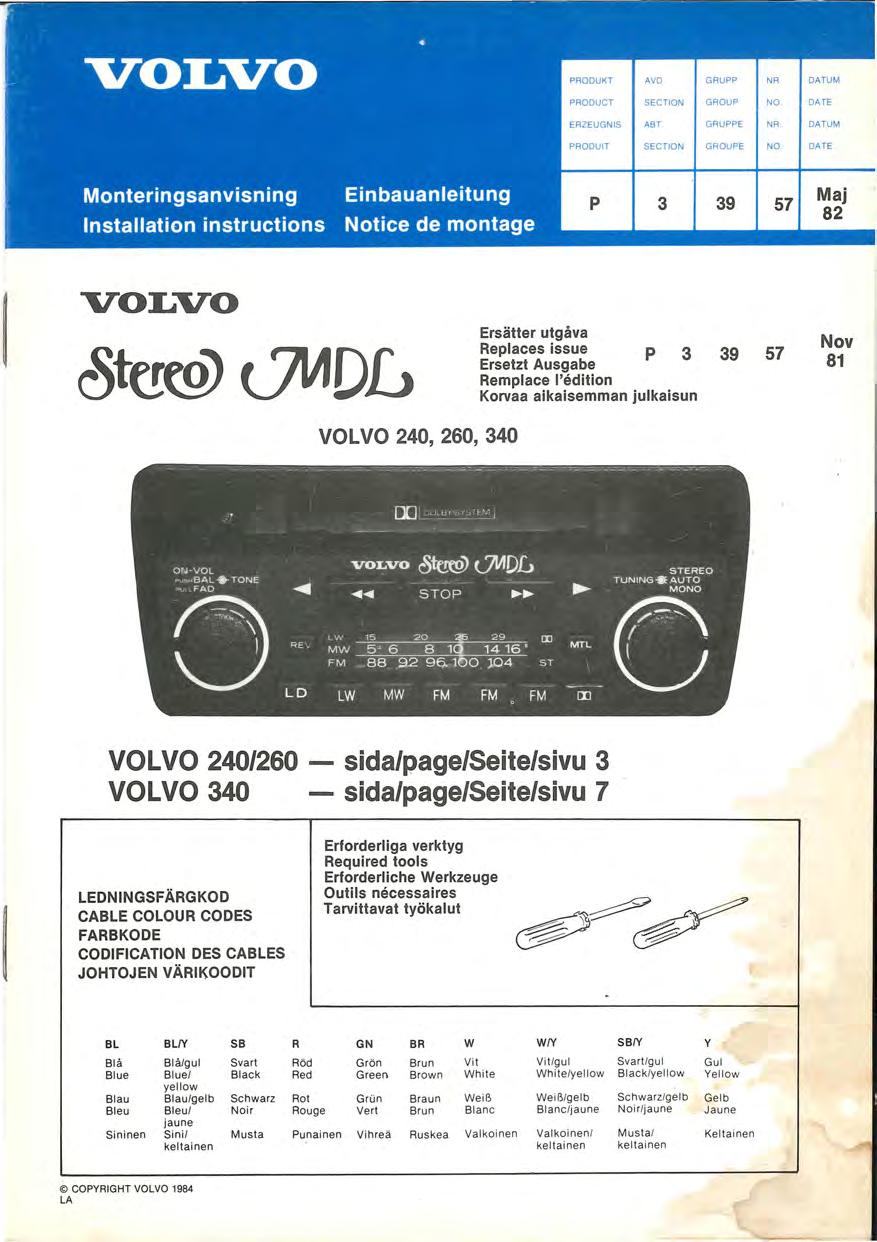 VOLVO
PRODUKT AVD GRUPP NR DATUM
PRODUCT SECTION GROUP NO. DATE
ERZEUGNIS ABT GRUPPE NR. DATUM
PRODUIT SECTION GROUPE NO DATE
Monteringsanvisning Einbauanleitung
Installation instructions Notice de montage
P 3 39 57 Maj
82
VOLVO
Stereo MDL
Ersätter utgåva
Replaces issue
Ersetzt Ausgabe
Remplace l'édition
Korvaa aikaisemman julkaisun
P 3 39 57 Nov
81
VOLVO 240, 260, 340
DOLBY SYSTEM
ON-VOL
PUSH BAL TONE
PULL FAD
VOLVO Stereo MDL
STEREO
TUNING AUTO
MONO
◄ ►
◄◄ STOP ►►
REV
LW 15 20 25 29
MW 5 6 8 10 14 16
FM 88 92 96 100 104 ST
MTL
LD LW MW FM FM FM
VOLVO 240/260 — sida/page/Seite/sivu 3
VOLVO 340 — sida/page/Seite/sivu 7
LEDNINGSFÄRGKOD
CABLE COLOUR CODES
FARBKODE
CODIFICATION DES CABLES
JOHTOJEN VÄRIKOODIT
Erforderliga verktyg
Required tools
Erforderliche Werkzeuge
Outils nécessaires
Tarvittavat työkalut
BL BL/Y SB R GN BR W W/Y SB/Y Y
Blå Blå/gul Svart Röd Grön Brun Vit Vit/gul Svart/gul Gul
Blue Blue/ Black Red Green Brown White White/yellow Black/yellow Yellow
yellow
Blau Blau/gelb Schwarz Rot Grün Braun Weiß Weiß/gelb Schwarz/gelb Gelb
Bleu Bleu/ Noir Rouge Vert Brun Blanc Blanc/jaune Noir/jaune Jaune
jaune
Sininen Sini/ Musta Punainen Vihreä Ruskea Valkoinen Valkoinen/ Musta/ Keltainen
keltainen keltainen keltainen
© COPYRIGHT VOLVO 1984
LA